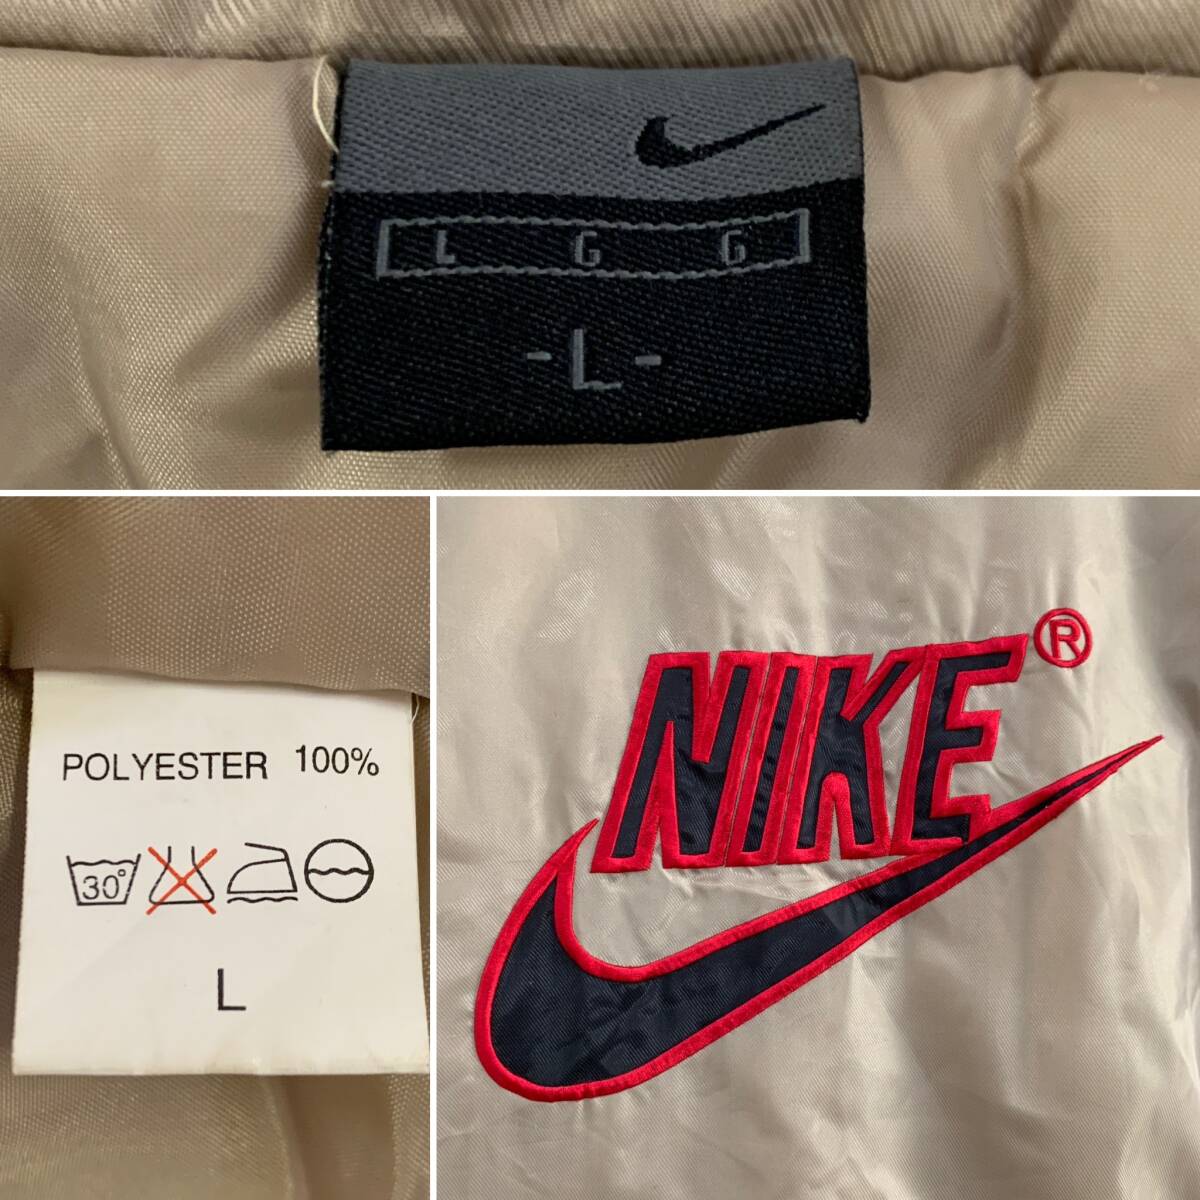 L G G
-L-
POLYESTER 100%
30°
L
NIKE®